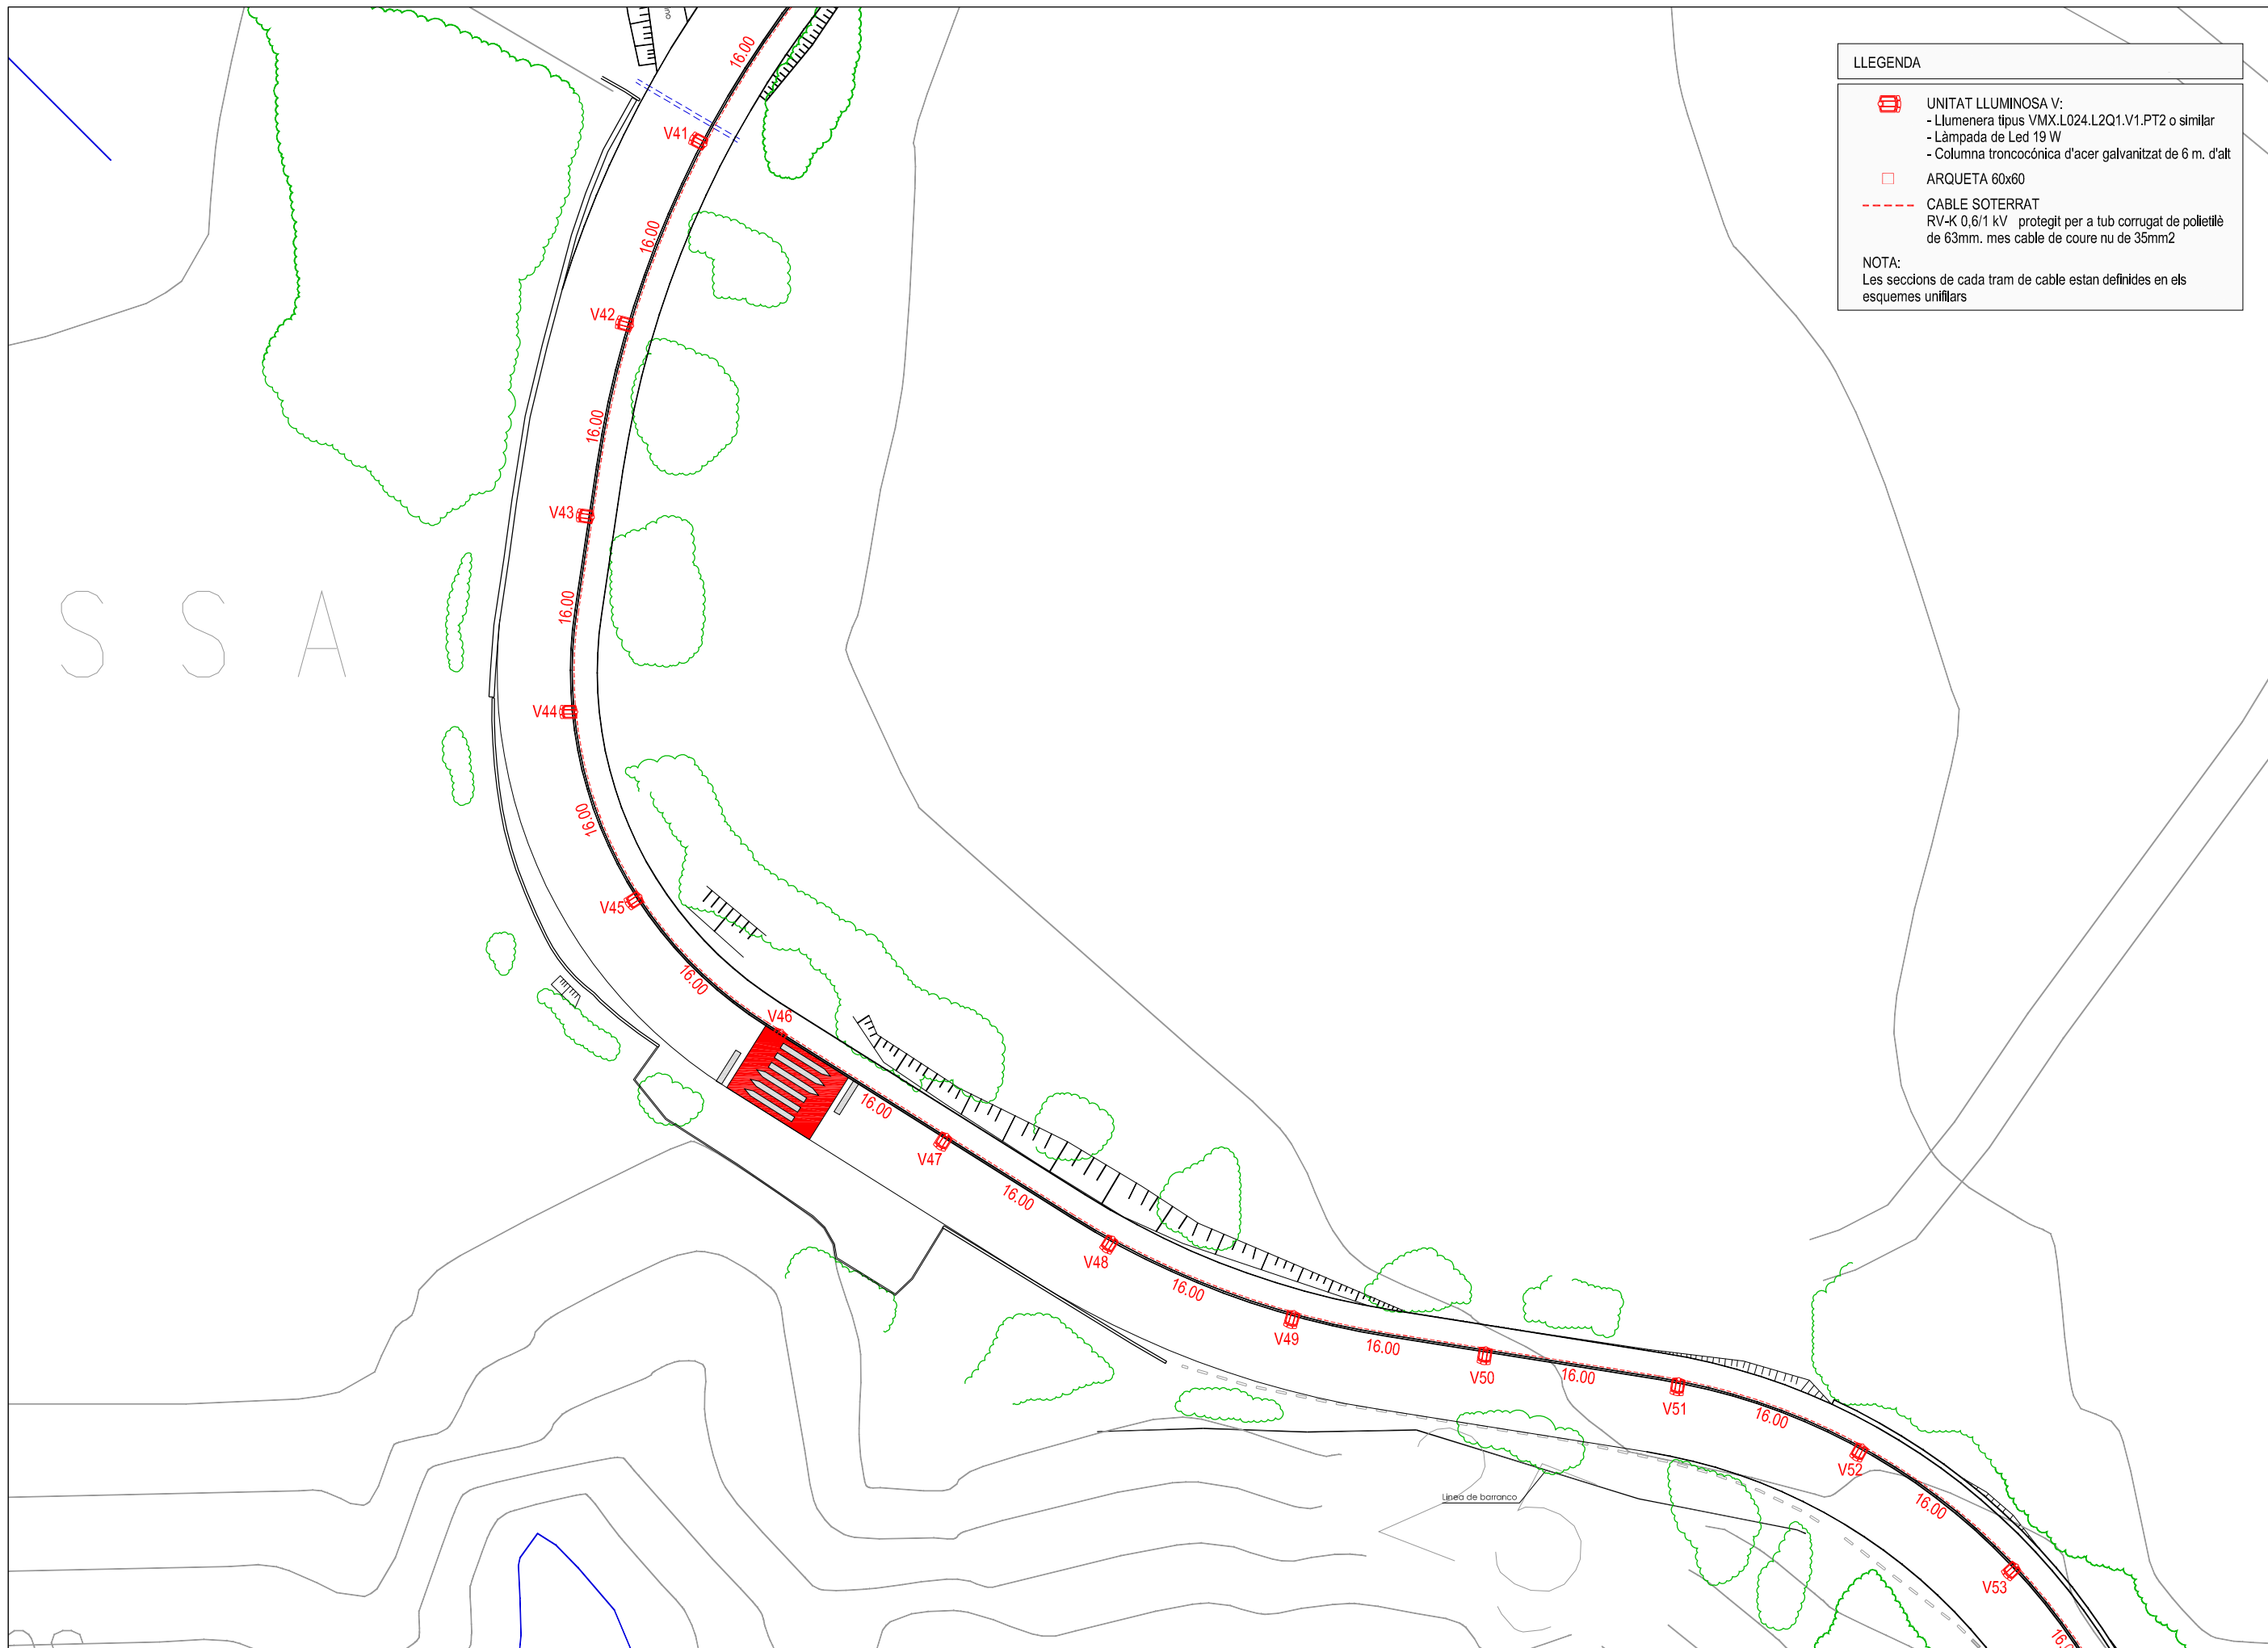 LLEGENDA
UNITAT LLUMINOSA V:
- Llumenera tipus VMX.L024.L2Q1.V1.PT2 o similar
- Làmpada de Led 19 W
- Columna troncocónica d'acer galvanitzat de 6 m. d'alt
ARQUETA 60x60
CABLE SOTERRAT
RV-K 0,6/1 kV protegit per a tub corrugat de polietilè
de 63mm. mes cable de coure nu de 35mm2
NOTA:
Les seccions de cada tram de cable estan definides en els
esquemes unifilars
16.00
V41
16.00
V42
16.00
V43
16.00
S S A
V44
16.00
V45
16.00
V46
16.00
V47
16.00
V48
16.00
V49
16.00
V50
16.00
V51
16.00
V52
16.00
V53
Linea de barranco